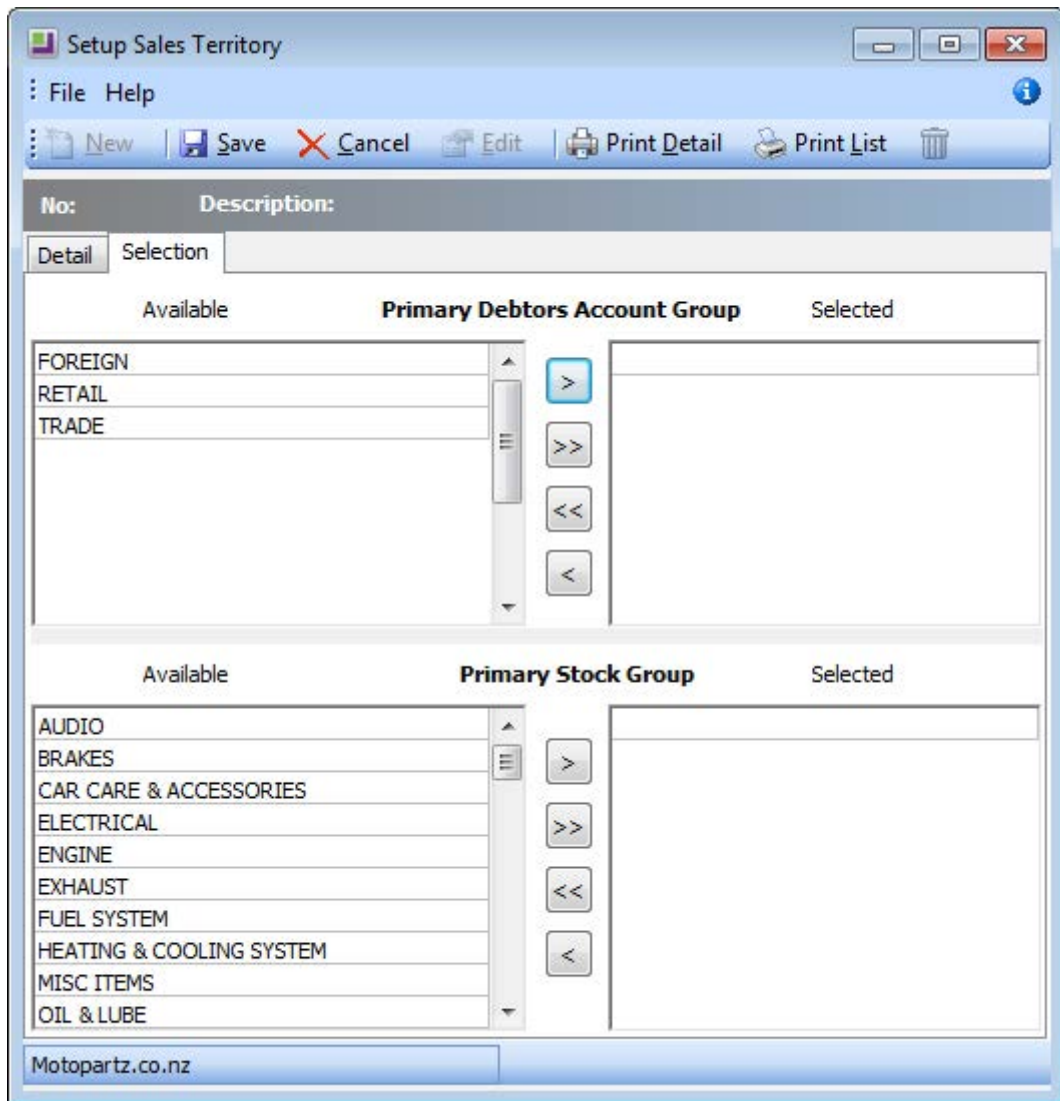 Setup Sales Territory
File Help
New Save Cancel Edit Print Detail Print List
No: Description:
Detail Selection
Available Primary Debtors Account Group Selected
FOREIGN
RETAIL
TRADE
>
>>
<<
<
Available Primary Stock Group Selected
AUDIO
BRAKES
CAR CARE & ACCESSORIES
ELECTRICAL
ENGINE
EXHAUST
FUEL SYSTEM
HEATING & COOLING SYSTEM
MISC ITEMS
OIL & LUBE
>
>>
<<
<
Motopartz.co.nz